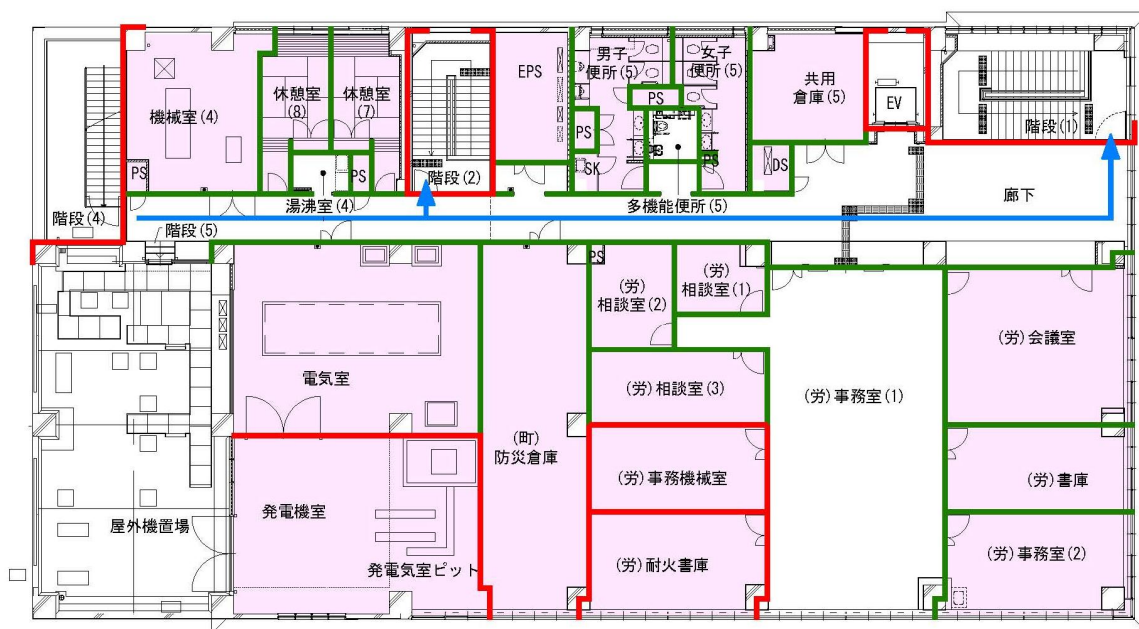 機械室(4)
PS
休憩室
(8)
休憩室
(7)
PS
階段(2)
EPS
男子
便所(5)
女子
便所(5)
PS
PS
SK
PS
共用
倉庫(5)
DS
EV
階段(1)
階段(4)
階段(5)
湯沸室(4)
多機能便所(5)
廊下
電気室
(町)
防災倉庫
PS
(労)
相談室
(2)
(労)
相談室(1)
(労)相談室(3)
(労)事務室(1)
(労)会議室
(労)事務機械室
(労)書庫
屋外機置場
発電機室
発電気室ピット
(労)耐火書庫
(労)事務室(2)